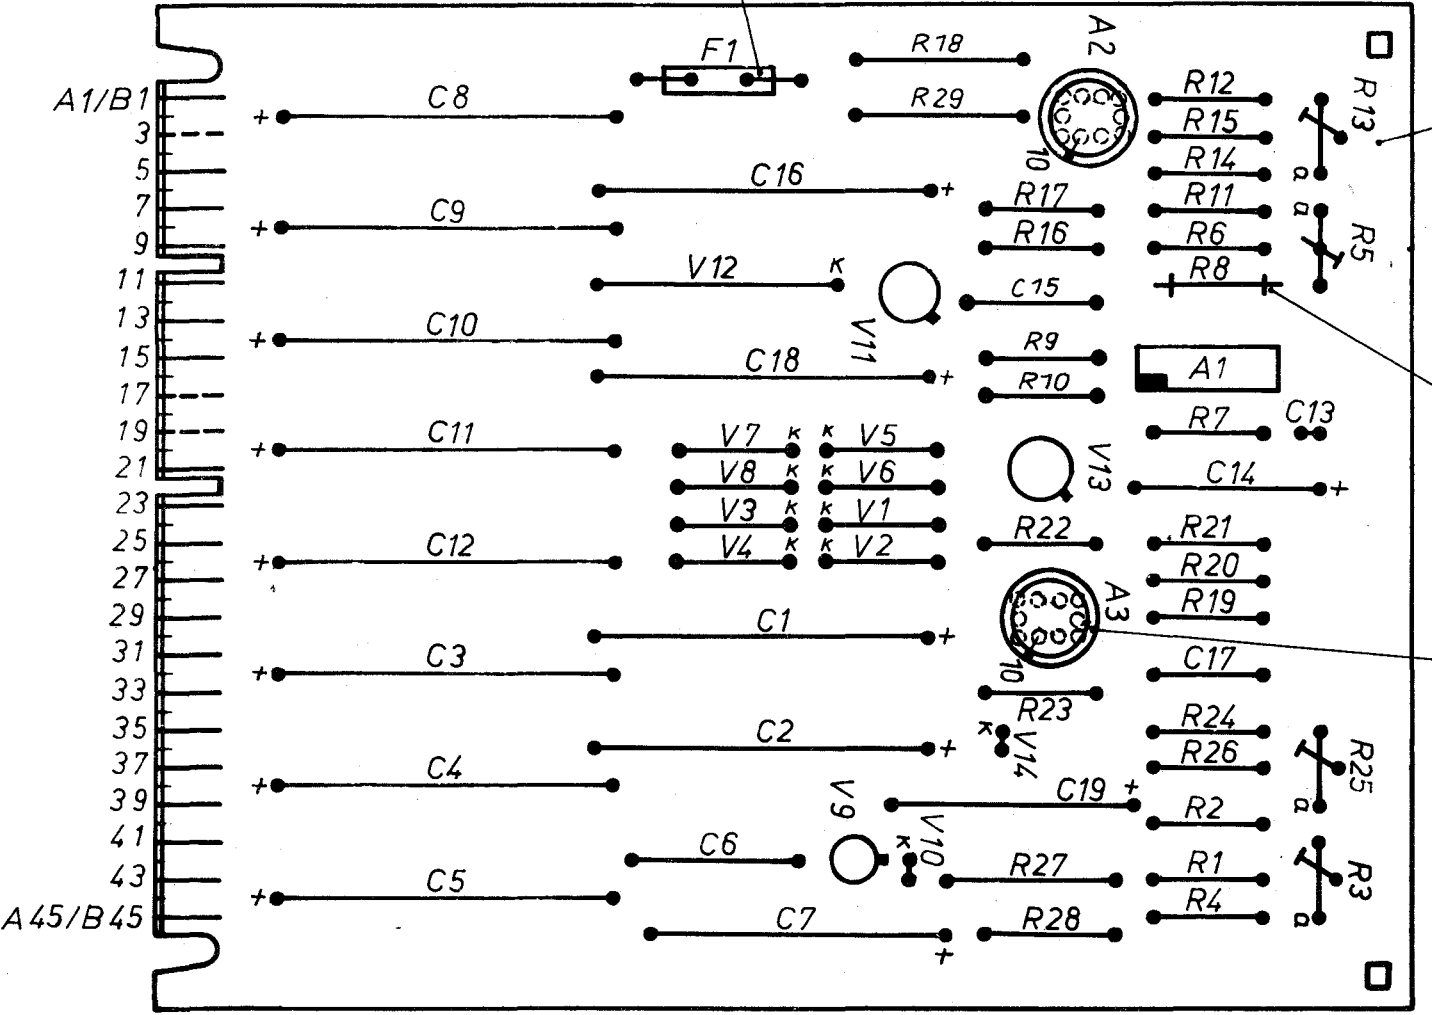 A2
F1
R18
R12
R13
A1/B1
C8
R29
R15
3
10
R14
a
5
C16
R17
R11
a
7
C9
R16
R6
R5
9
V12
K
R8
11
C15
13
C10
V11
R9
A1
15
C18
R10
17
C13
19
C11
V7
K
K
V5
V13
R7
21
V8
K
K
V6
C14
23
V3
K
K
V1
R22
R21
25
C12
V4
K
K
V2
R20
27
A3
R19
29
C1
31
C3
10
C17
33
R23
35
C2
K
V14
R24
R25
37
C4
R26
39
V9
C19
R2
a
41
C6
K
V10
43
C5
R27
R1
R3
A45/B45
C7
R28
R4
a